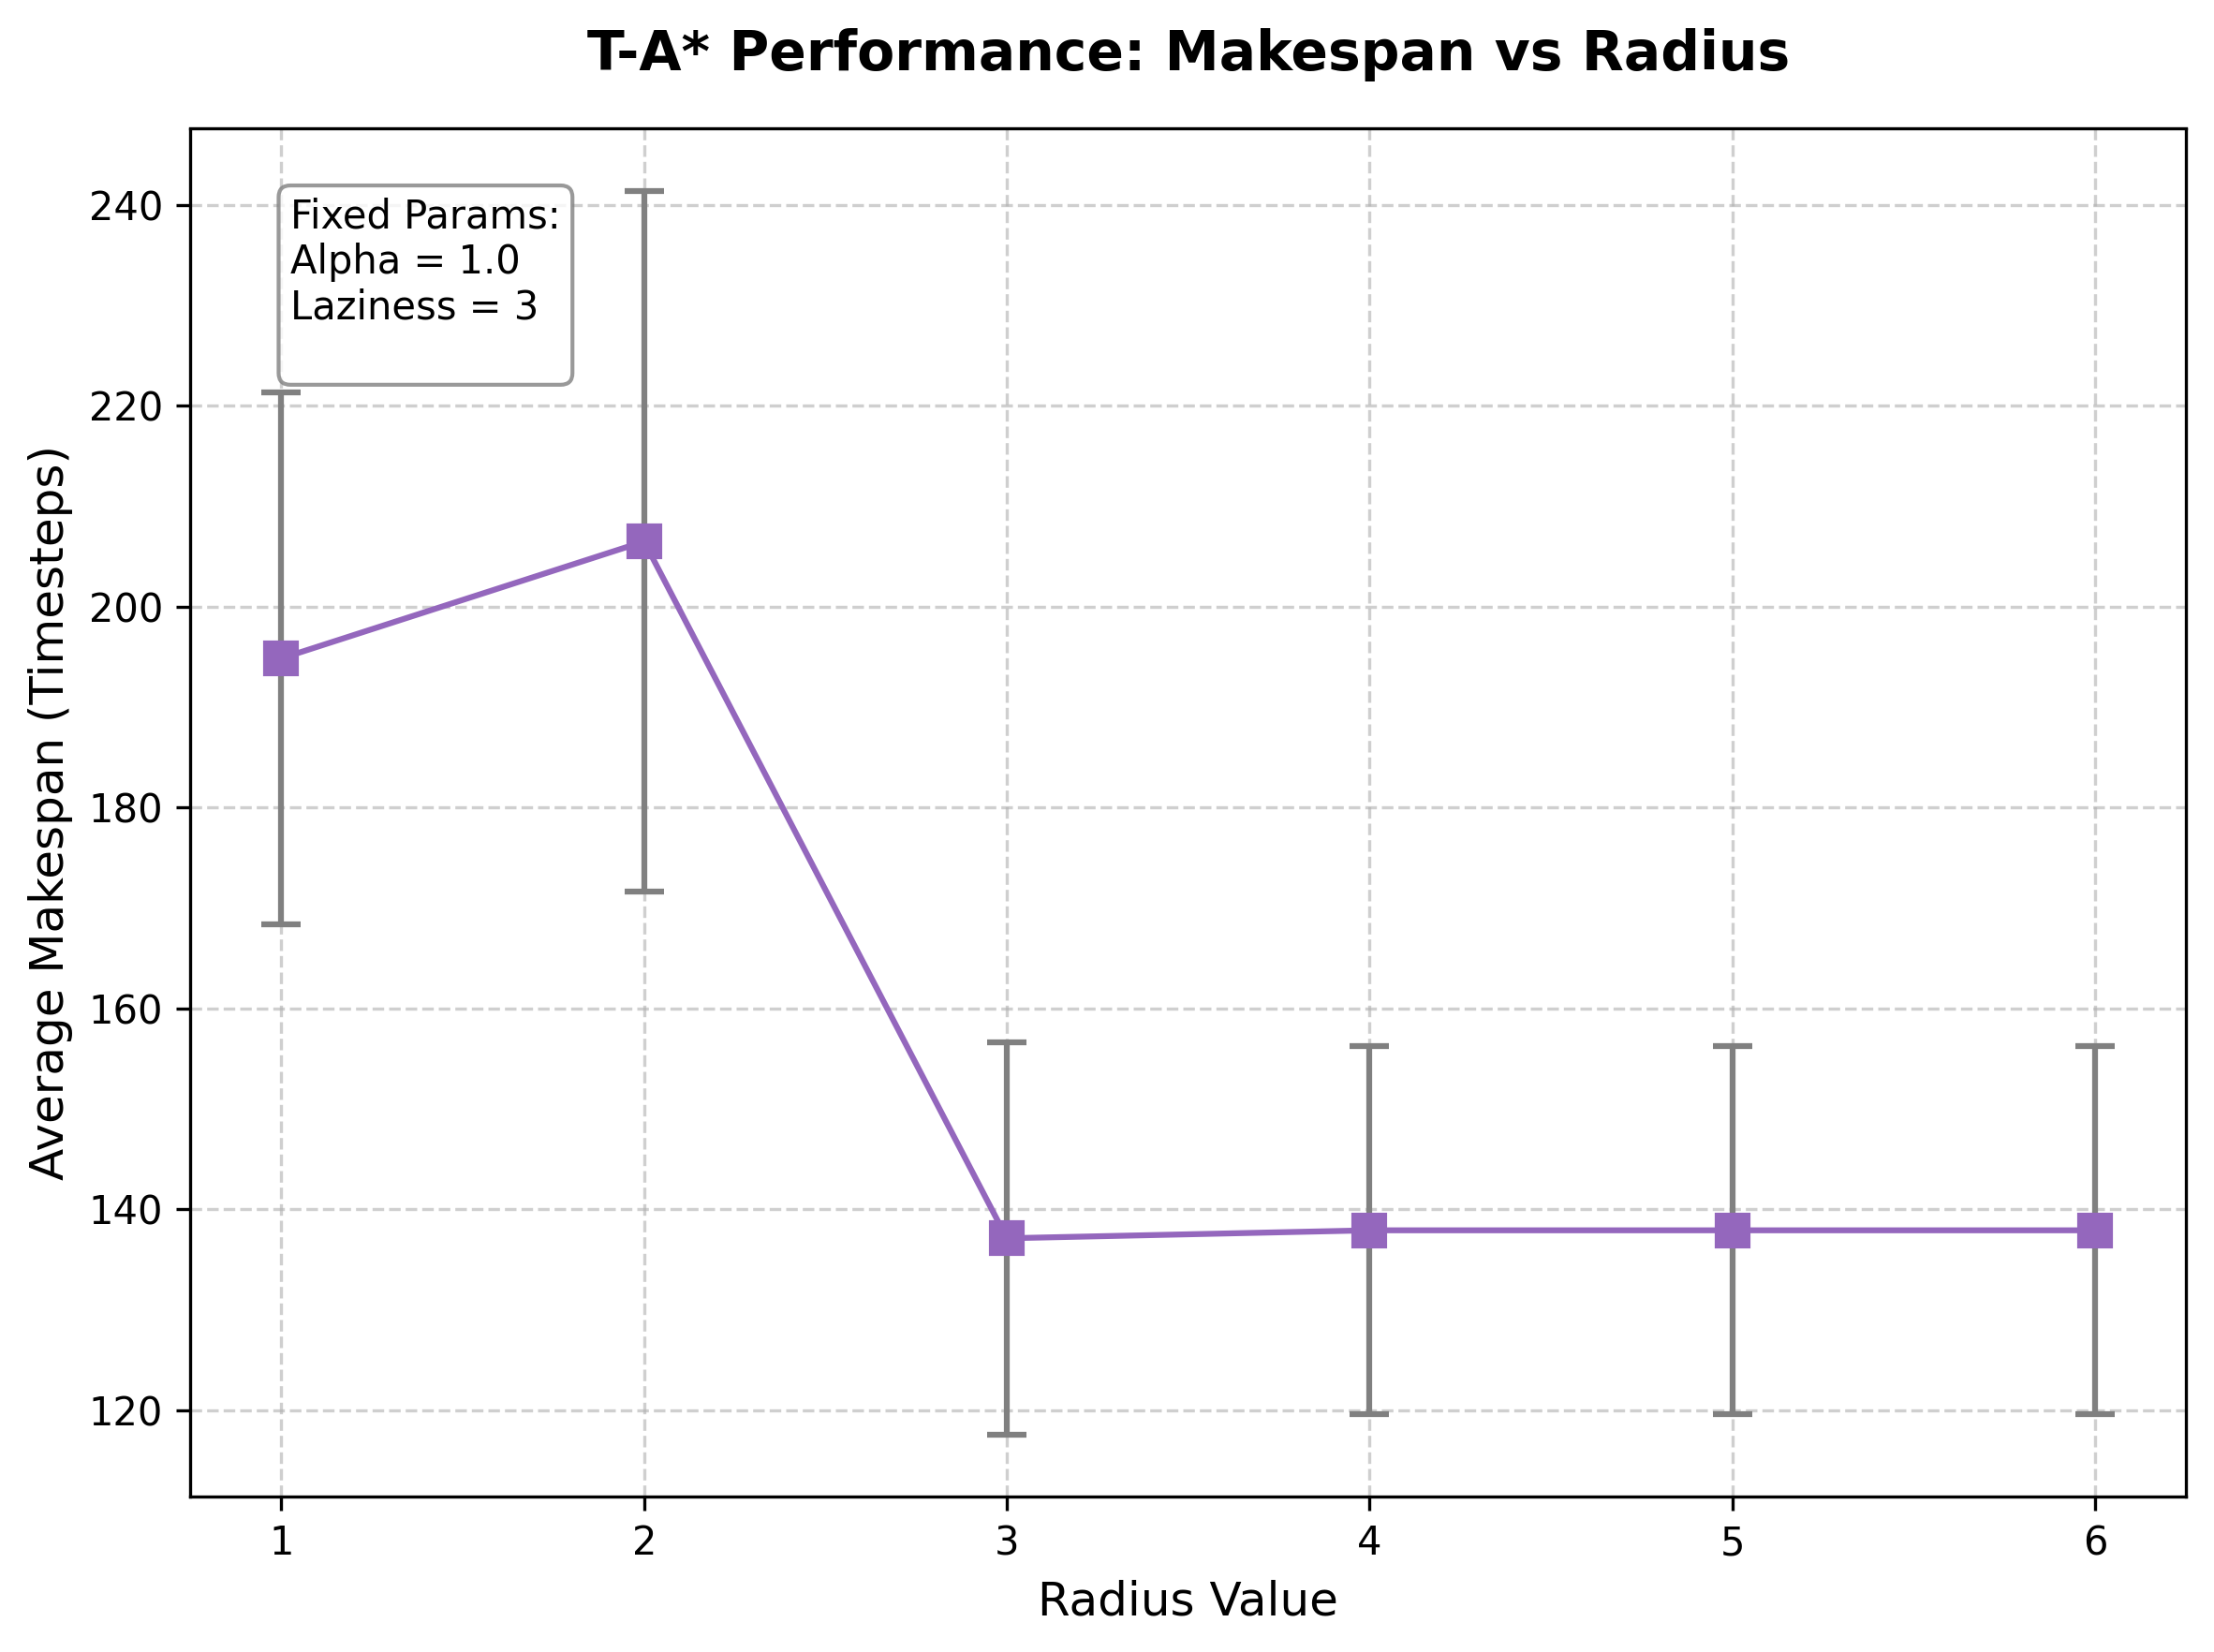 T-A* Performance: Makespan vs Radius
Fixed Params:
Alpha = 1.0
Laziness = 3
Average Makespan (Timesteps)
240
220
200
180
160
140
120
1 2 3 4 5 6
Radius Value